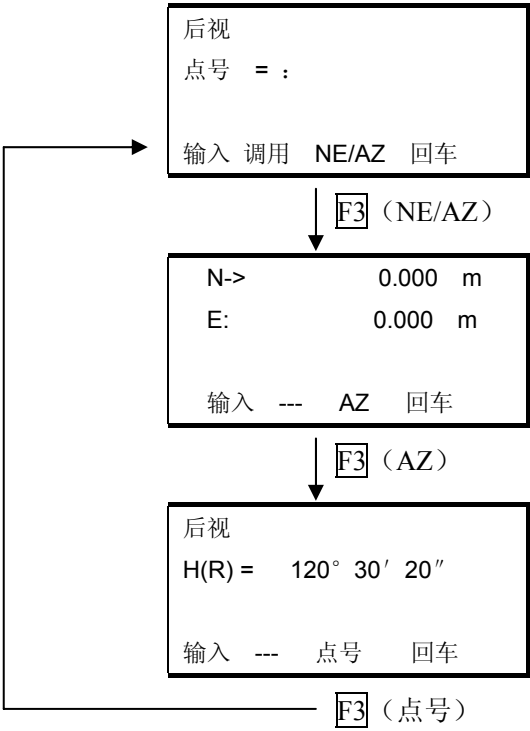 后视
点号 = ：
输入 调用 NE/AZ 回车
F3（NE/AZ）
N-> 0.000 m
E: 0.000 m
输入 --- AZ 回车
F3（AZ）
后视
H(R) = 120° 30′ 20″
输入 --- 点号 回车
F3（点号）